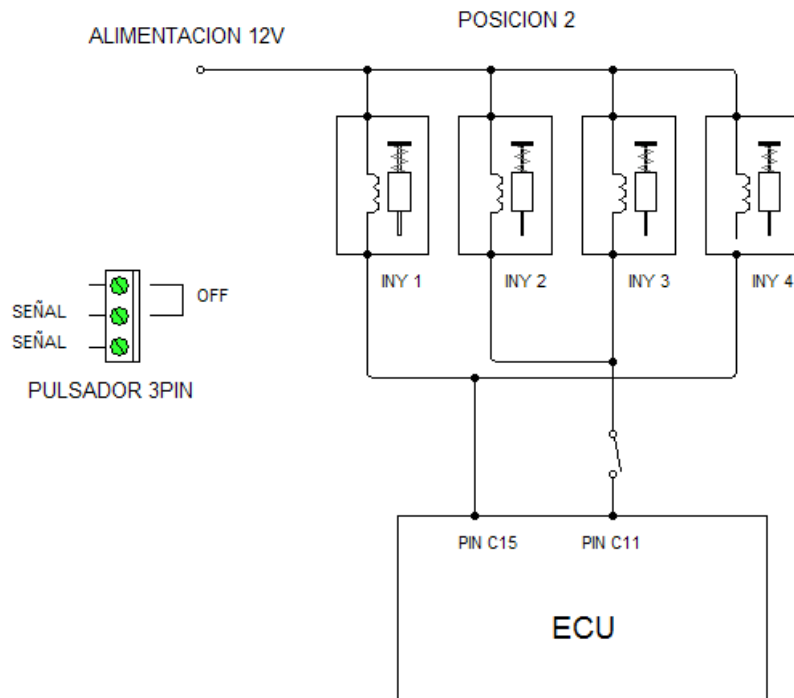 POSICION 2
ALIMENTACION 12V
INY 1
INY 2
INY 3
INY 4
OFF
SEÑAL
SEÑAL
PULSADOR 3PIN
PIN C15
PIN C11
ECU